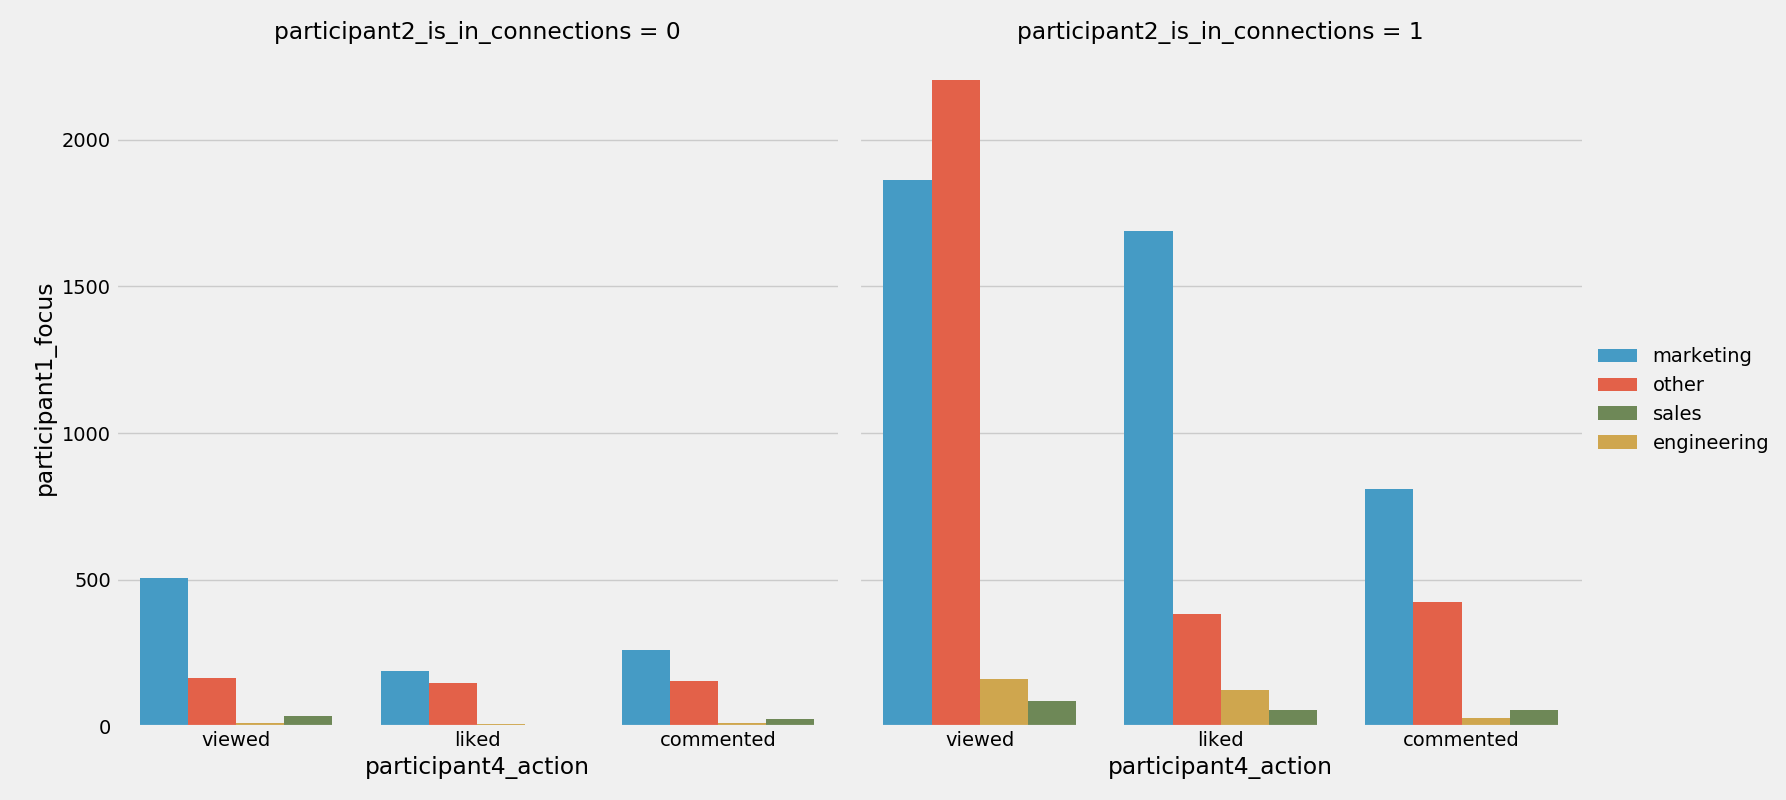 participant2_is_in_connections = 0
participant2_is_in_connections = 1
participant1_focus
2000
1500
1000
500
0
viewed
liked
commented
viewed
liked
commented
participant4_action
participant4_action
marketing
other
sales
engineering